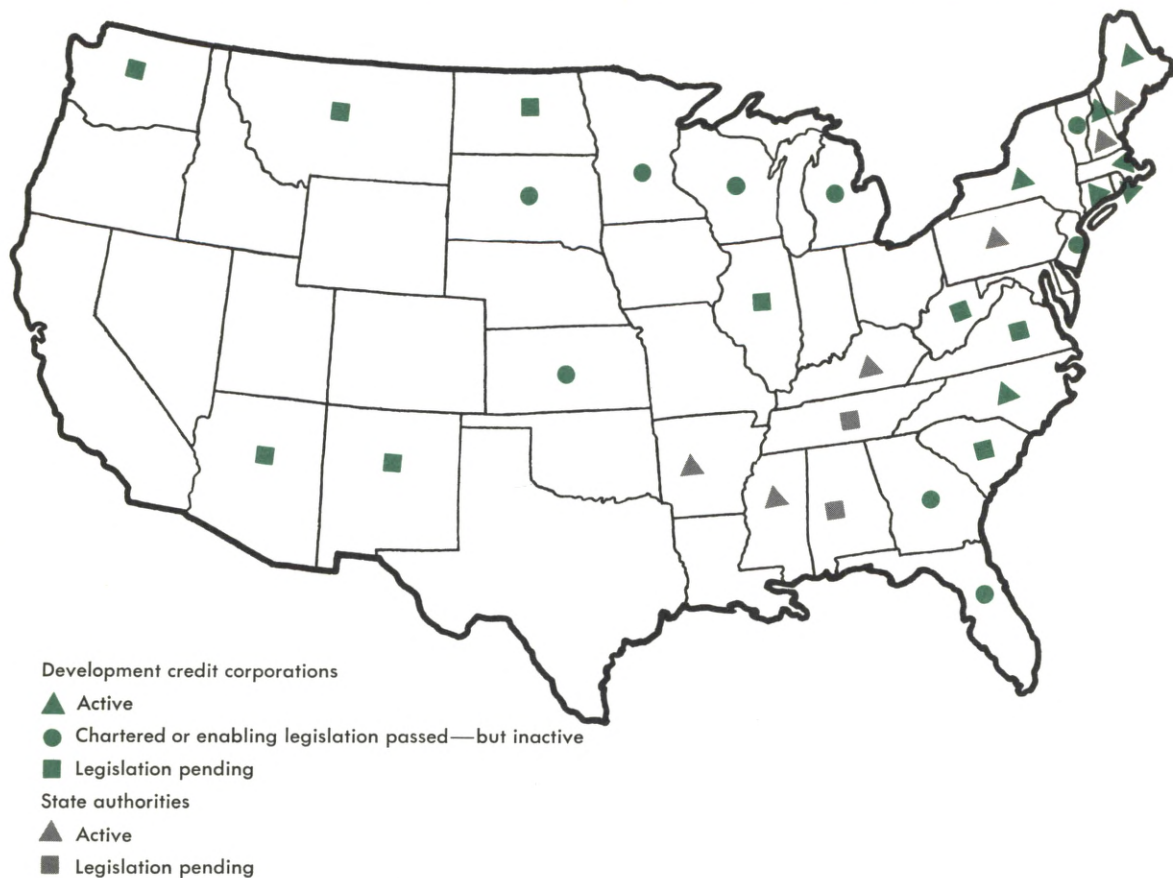 Development credit corporations
Active
Chartered or enabling legislation passed—but inactive
Legislation pending
State authorities
Active
Legislation pending